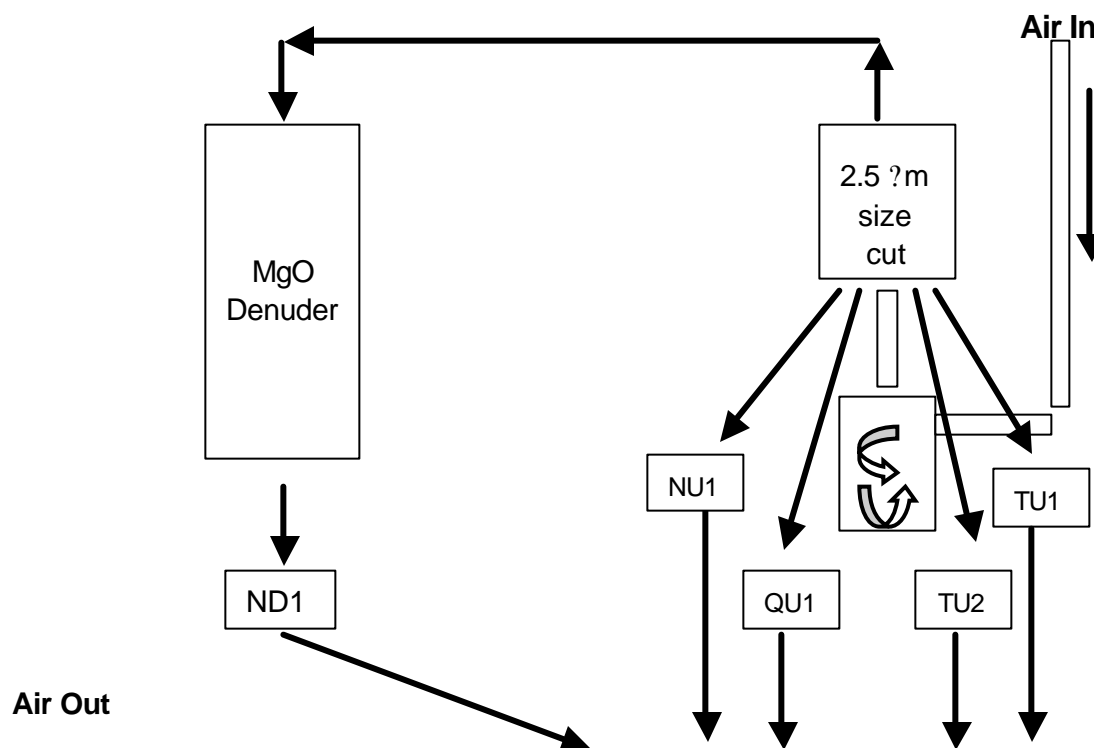 Air In
2.5 ?m
size
cut
MgO
Denuder
NU1
TU1
ND1
QU1
TU2
Air Out